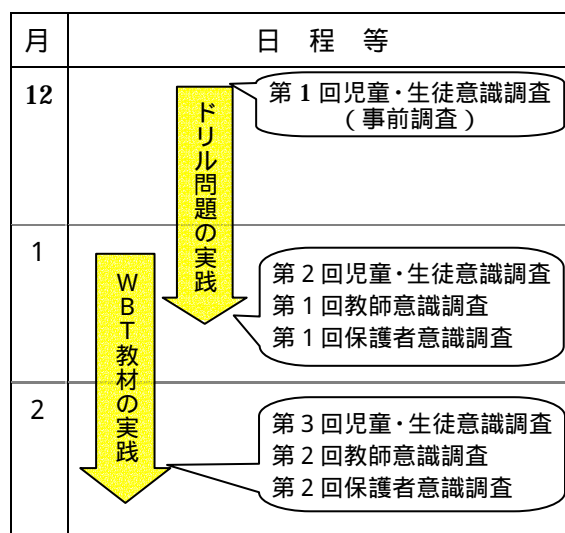 月
日 程 等
12
第1回児童・生徒意識調査
(事前調査)
ドリル問題の実践
1
第2回児童・生徒意識調査
第1回教師意識調査
第1回保護者意識調査
WBT教材の実践
2
第3回児童・生徒意識調査
第2回教師意識調査
第2回保護者意識調査